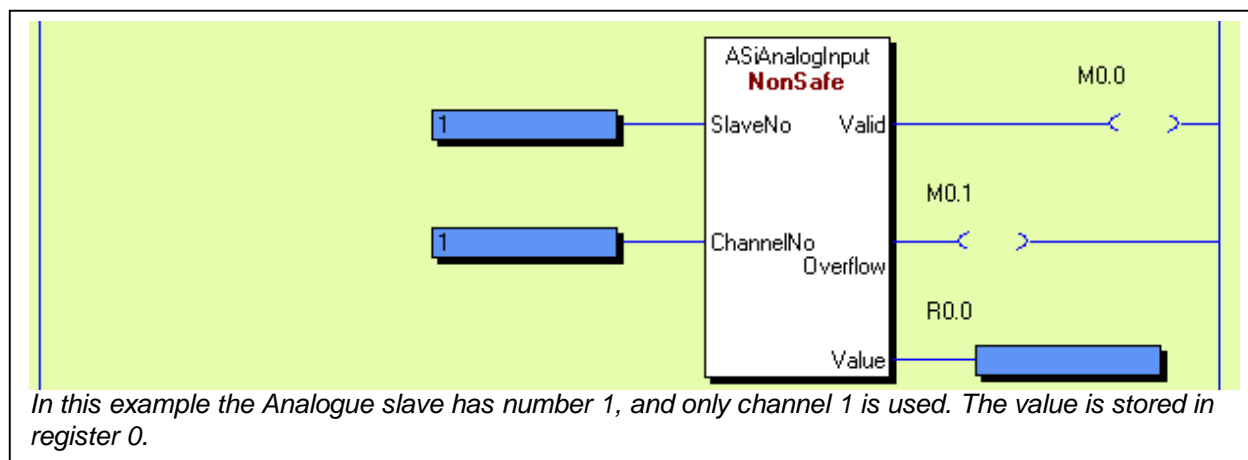 ASiAnalogInput
NonSafe
M0.0
1
SlaveNo Valid
M0.1
1
ChannelNo
Overflow
R0.0
Value
In this example the Analogue slave has number 1, and only channel 1 is used. The value is stored in
register 0.